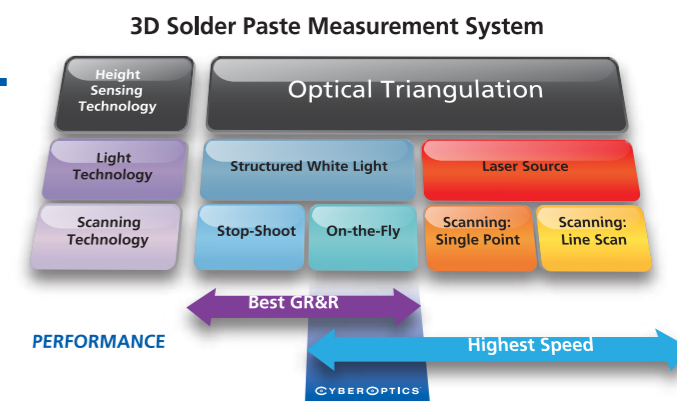 3D Solder Paste Measurement System
Height
Sensing
Technology
Optical Triangulation
Light
Technology
Structured White Light
Laser Source
Scanning
Technology
Stop-Shoot
On-the-Fly
Scanning:
Single Point
Scanning:
Line Scan
Best GR&R
PERFORMANCE
Highest Speed
CYBEROPTICS